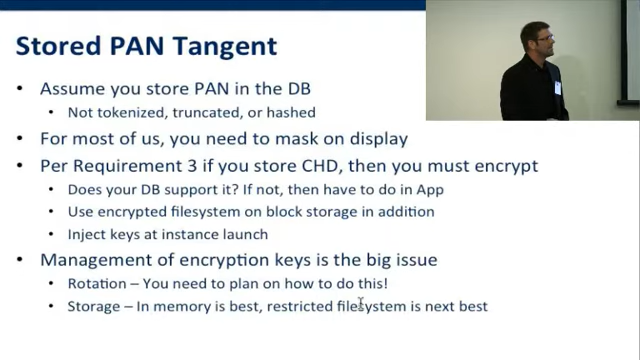 Stored PAN Tangent
• Assume you store PAN in the DB
• Not tokenized, truncated, or hashed
• For most of us, you need to mask on display
• Per Requirement 3 if you store CHD, then you must encrypt
• Does your DB support it? If not, then have to do in App
• Use encrypted filesystem on block storage in addition
• Inject keys at instance launch
• Management of encryption keys is the big issue
• Rotation – You need to plan on how to do this!
• Storage – In memory is best, restricted filesystem is next best